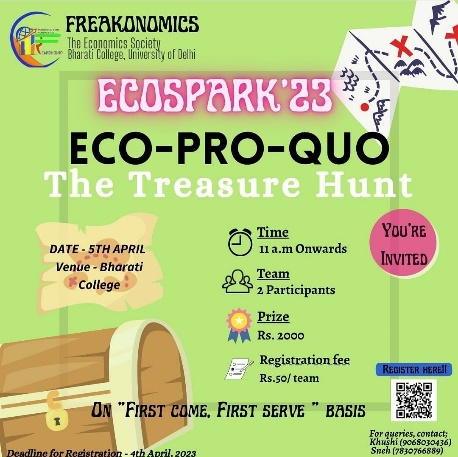 FREAKONOMICS
The Economics Society
Bharati College, University of Delhi
ECOSPARK'23
ECO-PRO-QUO
The Treasure Hunt
DATE - 5TH APRIL
Venue - Bharati
College
Time
11 a.m Onwards
Team
2 Participants
Prize
Rs. 2000
Registration fee
Rs.50/ team
You're
Invited
Register here!!
On "First come, First serve " basis
For queries, contact;
Khushi (9068030436)
Sneh (7830766889)
Deadline for Registration - 4th April, 2023